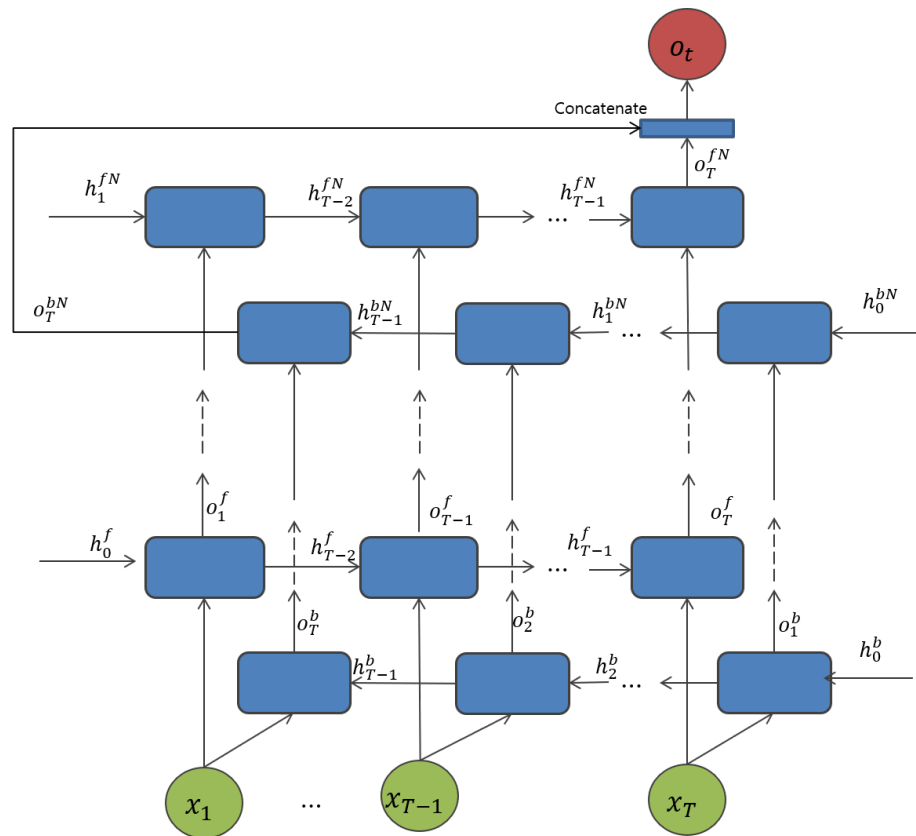 o_t
Concatenate
o_T^{fN}
h_1^{fN}
h_{T-2}^{fN}
h_{T-1}^{fN}
...
o_T^{bN}
h_{T-1}^{bN}
h_1^{bN}
...
h_0^{bN}
o_1^f
o_{T-1}^f
o_T^f
h_0^f
h_{T-2}^f
h_{T-1}^f
...
o_T^b
o_2^b
o_1^b
h_{T-1}^b
h_2^b
...
h_0^b
x_1
...
x_{T-1}
x_T